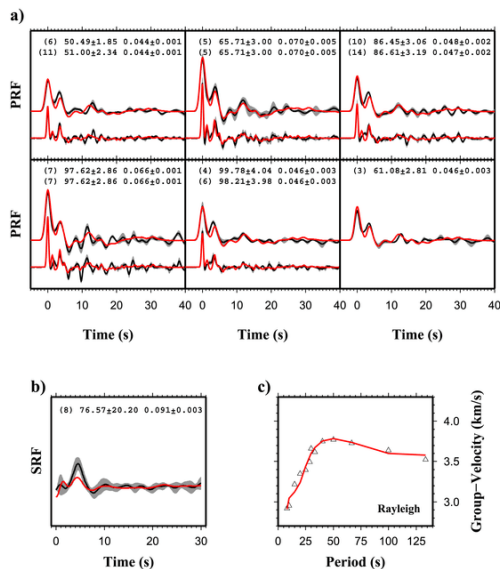 a)
(6) 50.49±1.85 0.044±0.001
(11) 51.00±2.34 0.044±0.001
(5) 65.71±3.00 0.070±0.005
(5) 65.71±3.00 0.070±0.005
(10) 86.45±3.06 0.048±0.002
(14) 86.61±3.19 0.047±0.002
PRF
(7) 97.62±2.86 0.066±0.001
(7) 97.62±2.86 0.066±0.001
(4) 99.78±4.04 0.046±0.003
(6) 98.21±3.98 0.046±0.003
(3) 61.08±2.81 0.046±0.003
PRF
0 10 20 30 40 0 10 20 30 40 0 10 20 30 40
Time (s) Time (s) Time (s)
b)
(8) 76.57±20.20 0.091±0.003
SRF
0 10 20 30
Time (s)
c)
4.0
3.5
3.0
Group-Velocity (km/s)
Rayleigh
0 25 50 75 100 125
Period (s)